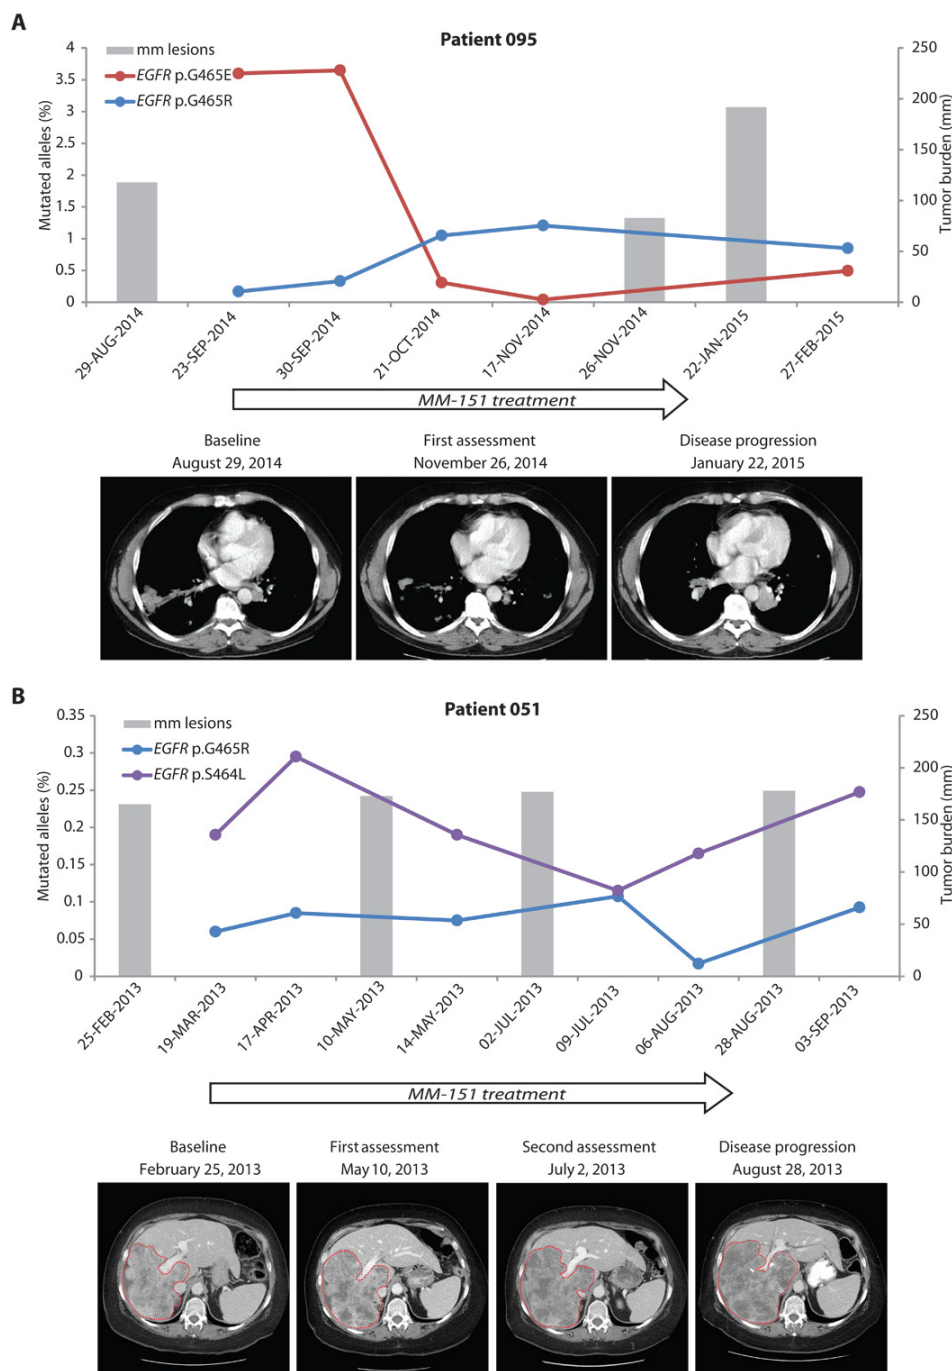 A
Patient 095
mm lesions
EGFR p.G465E
EGFR p.G465R
Mutated alleles (%)
4
3.5
3
2.5
2
1.5
1
0.5
0
Tumor burden (mm)
250
200
150
100
50
0
29-AUG-2014
23-SEP-2014
30-SEP-2014
21-OCT-2014
17-NOV-2014
26-NOV-2014
22-JAN-2015
27-FEB-2015
MM-151 treatment
Baseline
August 29, 2014
First assessment
November 26, 2014
Disease progression
January 22, 2015
B
Patient 051
mm lesions
EGFR p.G465R
EGFR p.S464L
Mutated alleles (%)
0.35
0.3
0.25
0.2
0.15
0.1
0.05
0
Tumor burden (mm)
250
200
150
100
50
0
25-FEB-2013
19-MAR-2013
17-APR-2013
10-MAY-2013
14-MAY-2013
02-JUL-2013
09-JUL-2013
06-AUG-2013
28-AUG-2013
03-SEP-2013
MM-151 treatment
Baseline
February 25, 2013
First assessment
May 10, 2013
Second assessment
July 2, 2013
Disease progression
August 28, 2013